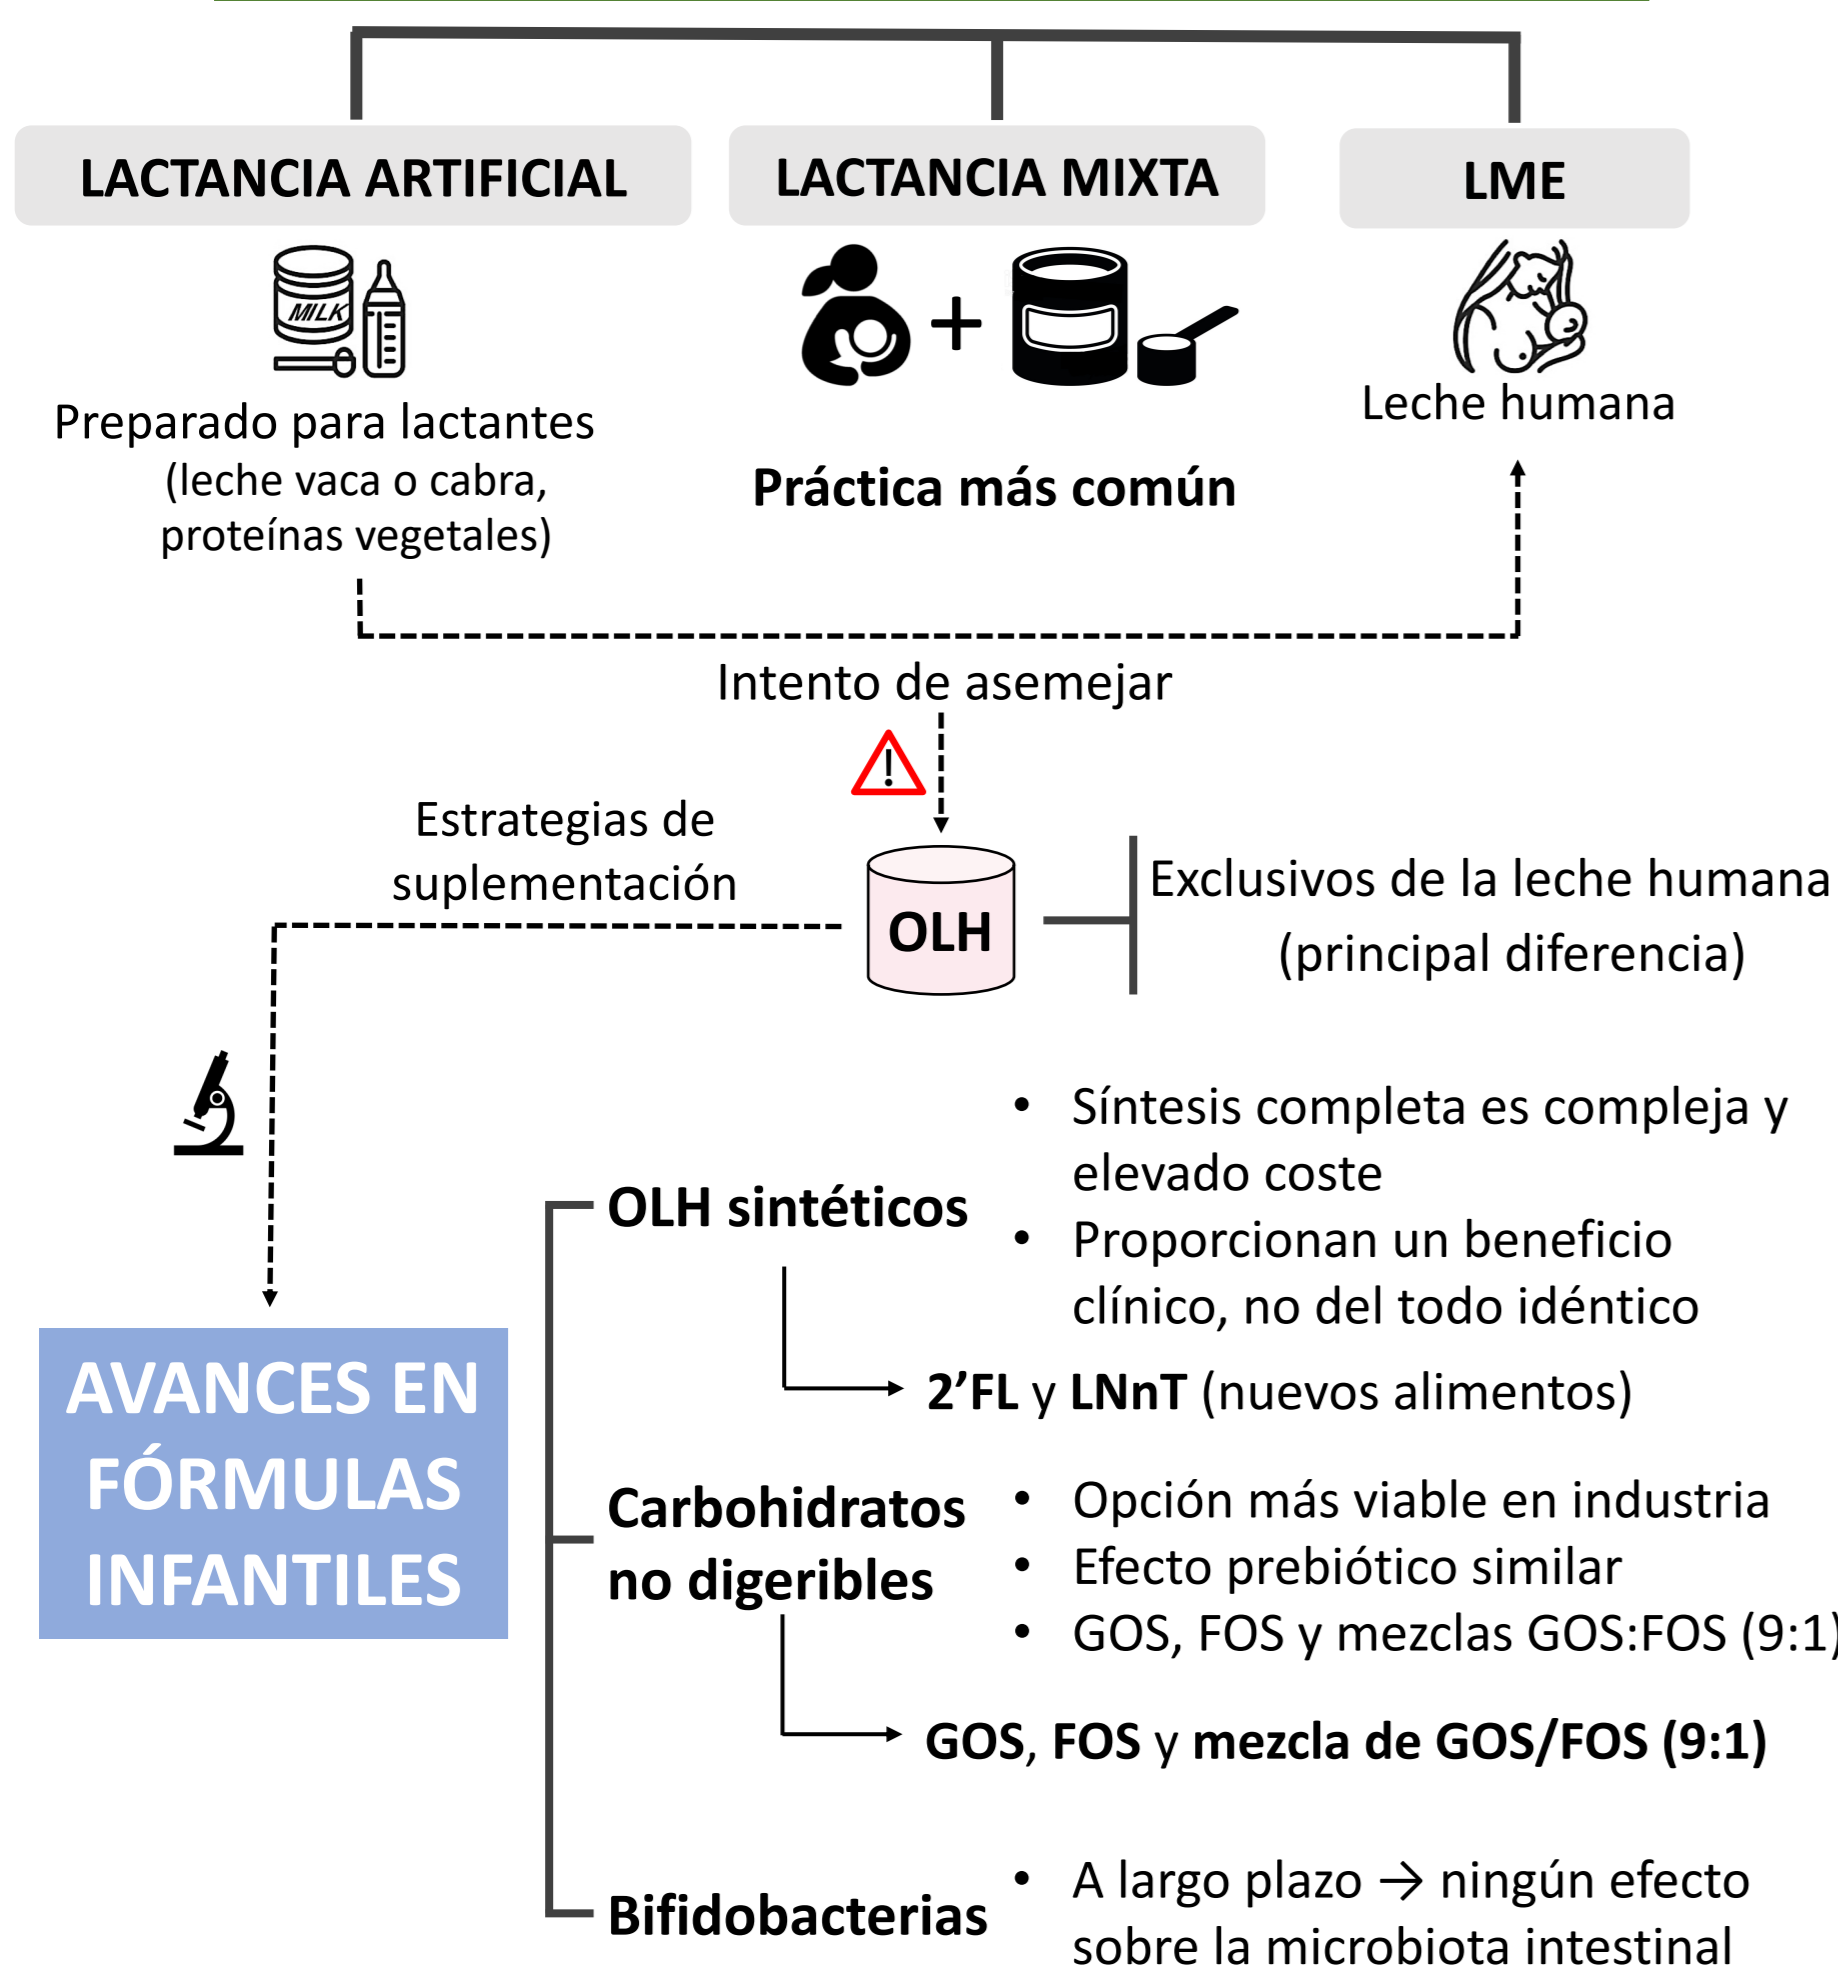 LACTANCIA ARTIFICIAL
LACTANCIA MIXTA
LME
MILK
Preparado para lactantes
(leche vaca o cabra,
proteínas vegetales)
+
Práctica más común
Leche humana
Intento de asemejar
!
Estrategias de
suplementación
OLH
Exclusivos de la leche humana
(principal diferencia)
AVANCES EN
FÓRMULAS
INFANTILES
OLH sintéticos
• Síntesis completa es compleja y
elevado coste
• Proporcionan un beneficio
clínico, no del todo idéntico
2’FL y LNnT (nuevos alimentos)
Carbohidratos
no digeribles
• Opción más viable en industria
• Efecto prebiótico similar
• GOS, FOS y mezclas GOS:FOS (9:1)
GOS, FOS y mezcla de GOS/FOS (9:1)
Bifidobacterias
• A largo plazo → ningún efecto
sobre la microbiota intestinal